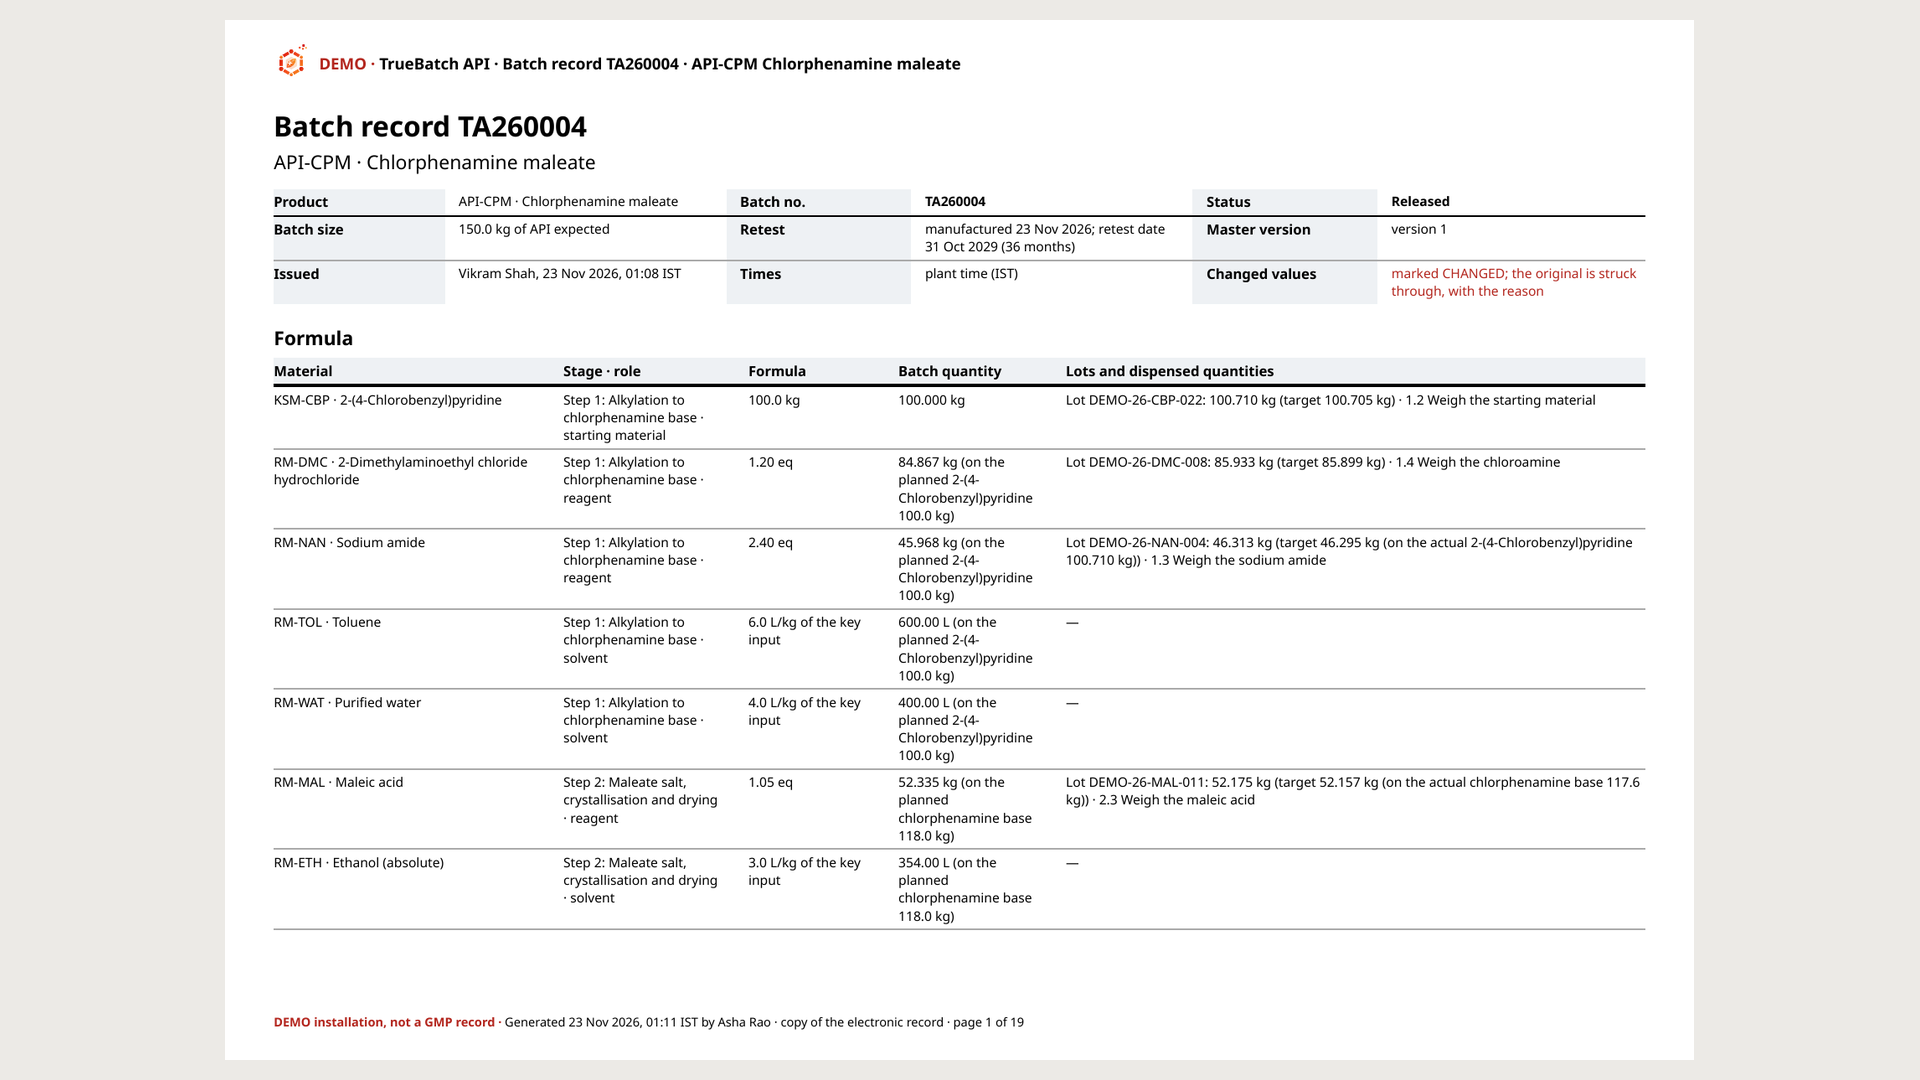 DEMO · TrueBatch API · Batch record TA260004 · API-CPM Chlorphenamine maleate
Batch record TA260004
API-CPM · Chlorphenamine maleate
Product API-CPM · Chlorphenamine maleate Batch no. TA260004 Status Released
Batch size 150.0 kg of API expected Retest manufactured 23 Nov 2026; retest date Master version version 1
31 Oct 2029 (36 months)
Issued Vikram Shah, 23 Nov 2026, 01:08 IST Times plant time (IST) Changed values marked CHANGED; the original is struck
through, with the reason
Formula
Material Stage · role Formula Batch quantity Lots and dispensed quantities
KSM-CBP · 2-(4-Chlorobenzyl)pyridine Step 1: Alkylation to 100.0 kg 100.000 kg Lot DEMO-26-CBP-022: 100.710 kg (target 100.705 kg) · 1.2 Weigh the starting material
chlorphenamine base ·
starting material
RM-DMC · 2-Dimethylaminoethyl chloride Step 1: Alkylation to 1.20 eq 84.867 kg (on the Lot DEMO-26-DMC-008: 85.933 kg (target 85.899 kg) · 1.4 Weigh the chloroamine
hydrochloride chlorphenamine base · planned 2-(4-
reagent Chlorobenzyl)pyridine
100.0 kg)
RM-NAN · Sodium amide Step 1: Alkylation to 2.40 eq 45.968 kg (on the Lot DEMO-26-NAN-004: 46.313 kg (target 46.295 kg (on the actual 2-(4-Chlorobenzyl)pyridine
chlorphenamine base · planned 2-(4- 100.710 kg)) · 1.3 Weigh the sodium amide
reagent Chlorobenzyl)pyridine
100.0 kg)
RM-TOL · Toluene Step 1: Alkylation to 6.0 L/kg of the key 600.00 L (on the —
chlorphenamine base · input planned 2-(4-
solvent Chlorobenzyl)pyridine
100.0 kg)
RM-WAT · Purified water Step 1: Alkylation to 4.0 L/kg of the key 400.00 L (on the —
chlorphenamine base · input planned 2-(4-
solvent Chlorobenzyl)pyridine
100.0 kg)
RM-MAL · Maleic acid Step 2: Maleate salt, 1.05 eq 52.335 kg (on the Lot DEMO-26-MAL-011: 52.175 kg (target 52.157 kg (on the actual chlorphenamine base 117.6
crystallisation and drying planned kg)) · 2.3 Weigh the maleic acid
· reagent chlorphenamine base
118.0 kg)
RM-ETH · Ethanol (absolute) Step 2: Maleate salt, 3.0 L/kg of the key 354.00 L (on the —
crystallisation and drying input planned
· solvent chlorphenamine base
118.0 kg)
DEMO installation, not a GMP record · Generated 23 Nov 2026, 01:11 IST by Asha Rao · copy of the electronic record · page 1 of 19